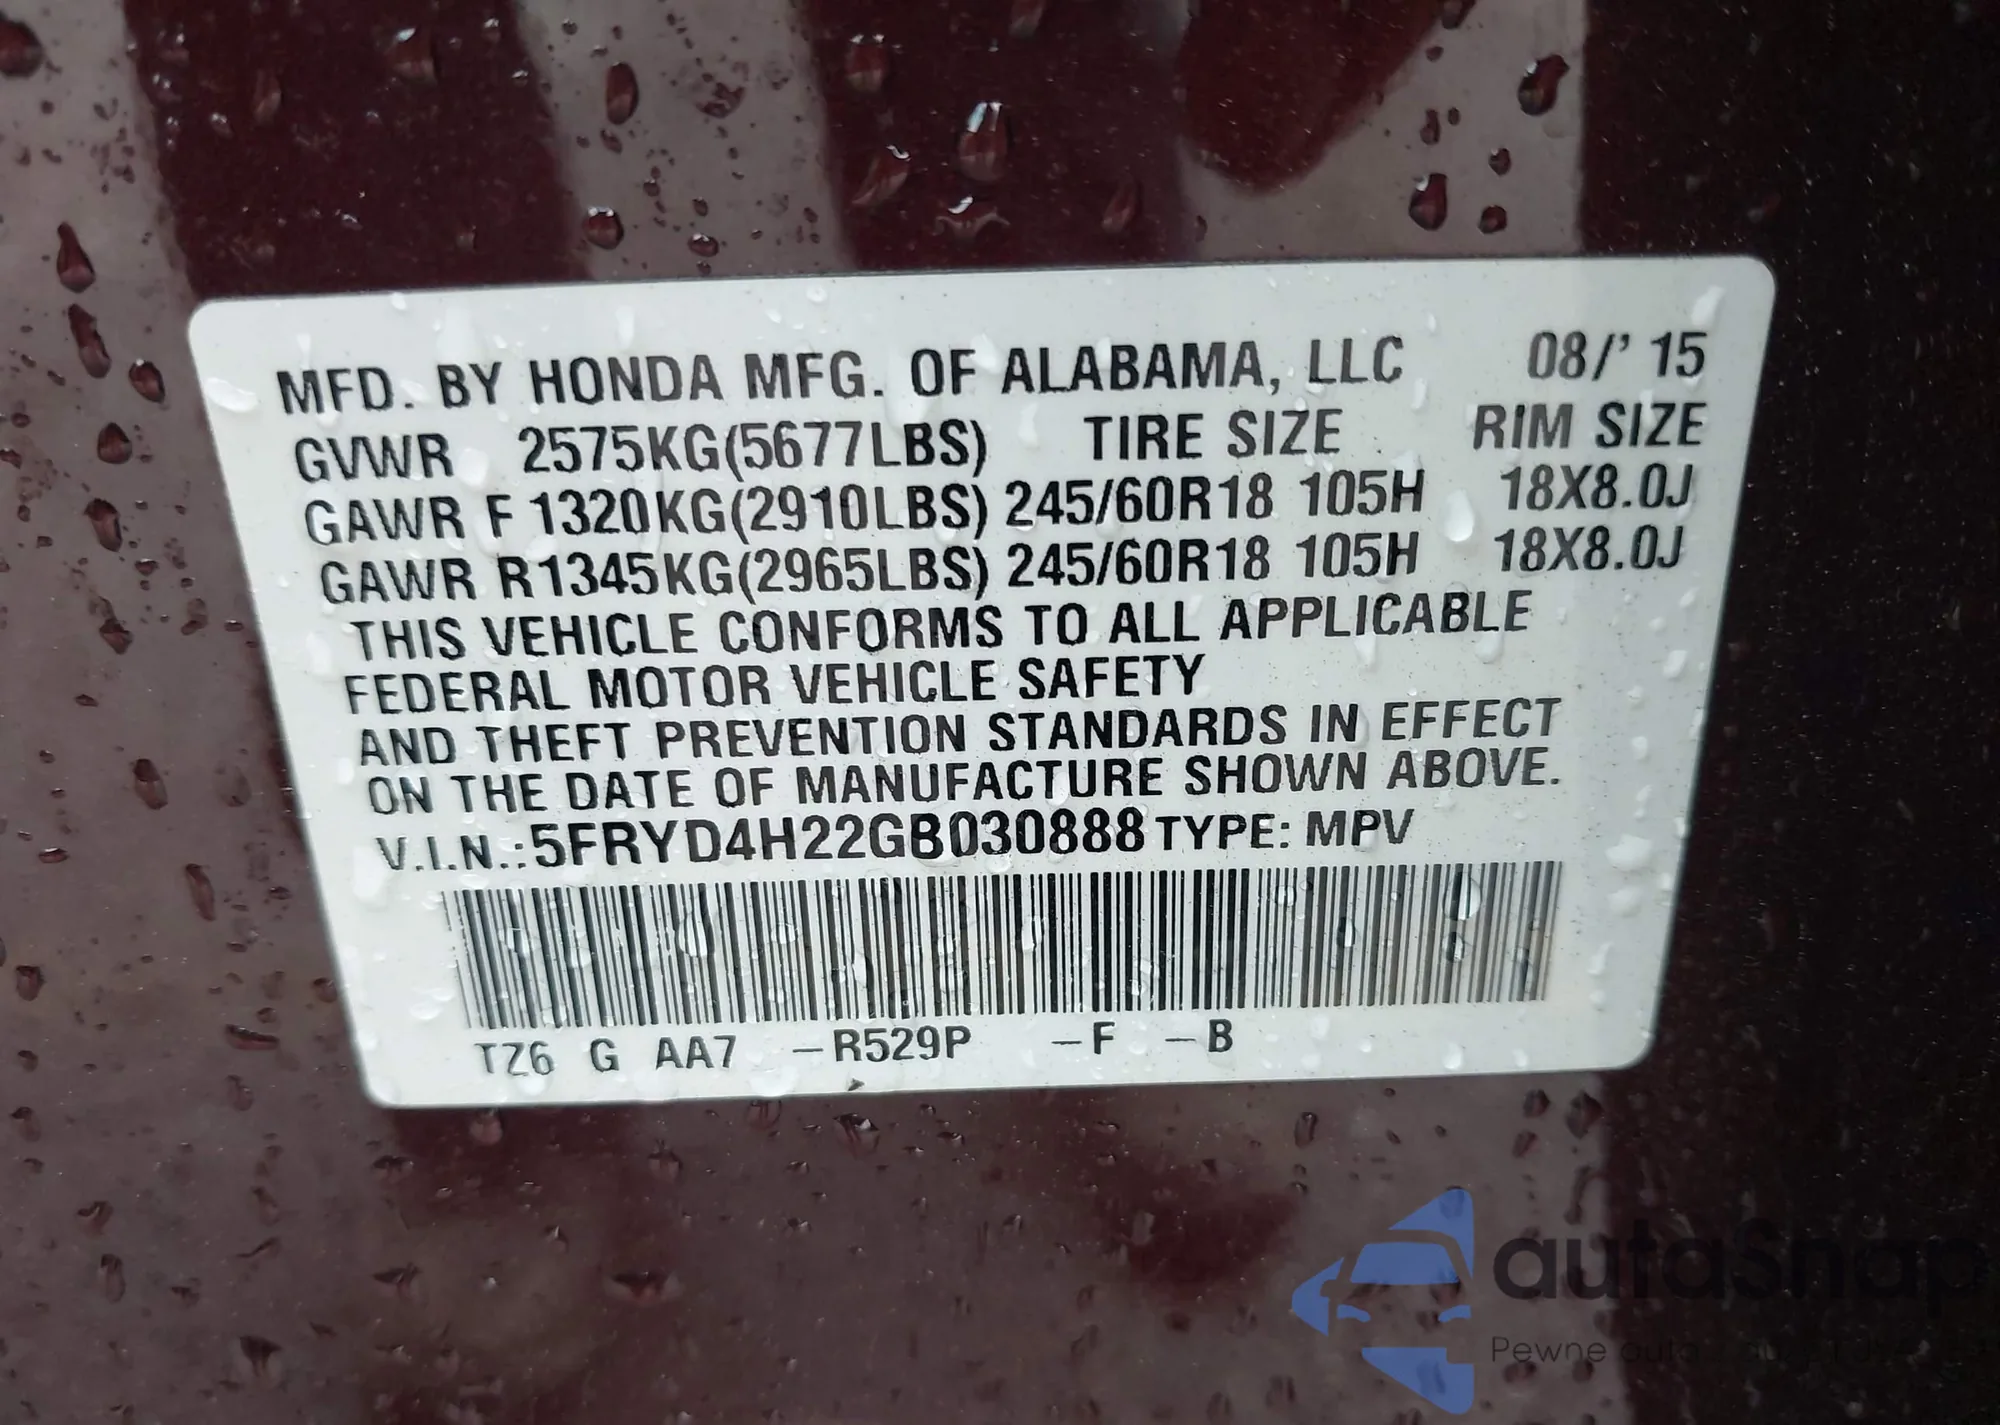 MFD. BY HONDA MFG. OF ALABAMA, LLC 08/' 15
GVWR 2575KG(5677LBS) TIRE SIZE RIM SIZE
GAWR F 1320KG(2910LBS) 245/60R18 105H 18X8.0J
GAWR R1345KG(2965LBS) 245/60R18 105H 18X8.0J
THIS VEHICLE CONFORMS TO ALL APPLICABLE
FEDERAL MOTOR VEHICLE SAFETY
AND THEFT PREVENTION STANDARDS IN EFFECT
ON THE DATE OF MANUFACTURE SHOWN ABOVE.
V.I.N.:5FRYD4H22GB030888 TYPE: MPV
TZ6 G AA7 –R529P –F –B
autasnap
Pewne auta z